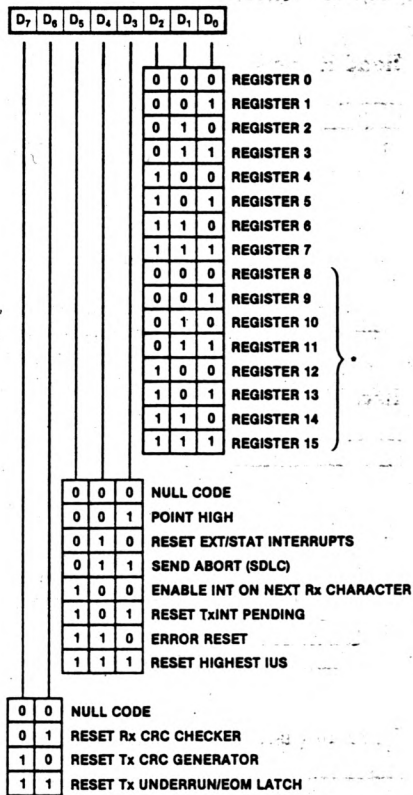 D7 D6 D5 D4 D3 D2 D1 D0
0 0 0 REGISTER 0
0 0 1 REGISTER 1
0 1 0 REGISTER 2
0 1 1 REGISTER 3
1 0 0 REGISTER 4
1 0 1 REGISTER 5
1 1 0 REGISTER 6
1 1 1 REGISTER 7
0 0 0 REGISTER 8
0 0 1 REGISTER 9
0 1 0 REGISTER 10
0 1 1 REGISTER 11
1 0 0 REGISTER 12
1 0 1 REGISTER 13
1 1 0 REGISTER 14
1 1 1 REGISTER 15
*
0 0 0 NULL CODE
0 0 1 POINT HIGH
0 1 0 RESET EXT/STAT INTERRUPTS
0 1 1 SEND ABORT (SDLC)
1 0 0 ENABLE INT ON NEXT Rx CHARACTER
1 0 1 RESET TxINT PENDING
1 1 0 ERROR RESET
1 1 1 RESET HIGHEST IUS
0 0 NULL CODE
0 1 RESET Rx CRC CHECKER
1 0 RESET Tx CRC GENERATOR
1 1 RESET Tx UNDERRUN/EOM LATCH